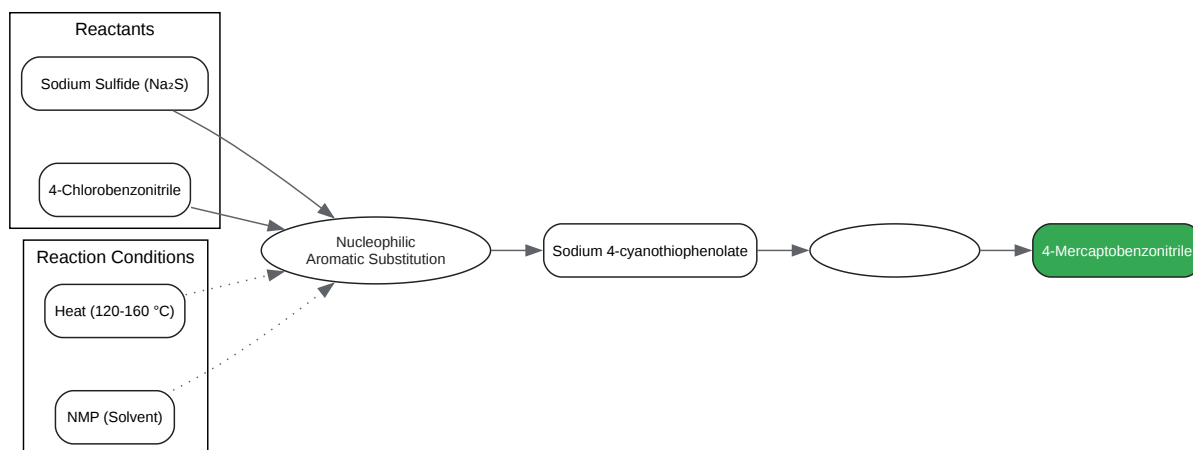 Reactants
Sodium Sulfide (Na₂S)
4-Chlorobenzonitrile
Reaction Conditions
Heat (120-160 °C)
NMP (Solvent)
Nucleophilic
Aromatic Substitution
Sodium 4-cyanothiophenolate
4-Mercaptobenzonitrile